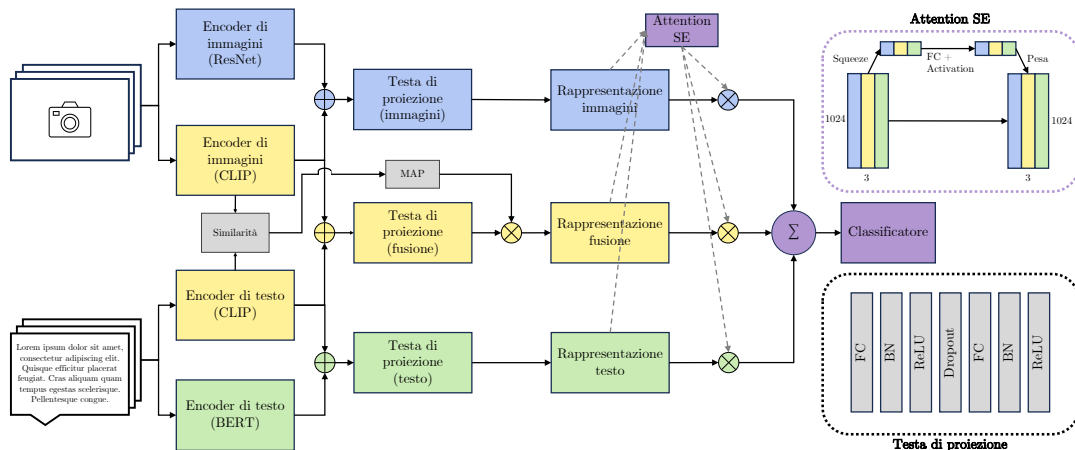 Encoder di
immagini
(ResNet)
Attention
SE
Attention SE
Squeeze
FC +
Activation
Pesa
1024
1024
3
3
Testa di
proiezione
(immagini)
Rappresentazione
immagini
Encoder di
immagini
(CLIP)
MAP
Similarità
Testa di
proiezione
(fusione)
Rappresentazione
fusione
∑
Classificatore
Encoder di testo
(CLIP)
Lorem ipsum dolor sit amet,
consectetur adipiscing elit.
Quisque efficitur placerat
feugiat. Cras aliquam quam
tempus egestas scelerisque.
Pellentesque congue.
Testa di
proiezione
(testo)
Rappresentazione
testo
Encoder di testo
(BERT)
FC
BN
ReLU
Dropout
FC
BN
ReLU
Testa di proiezione